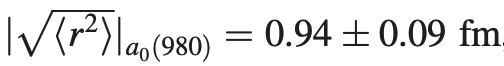 |√⟨r²⟩|a₀(980) = 0.94 ± 0.09 fm,